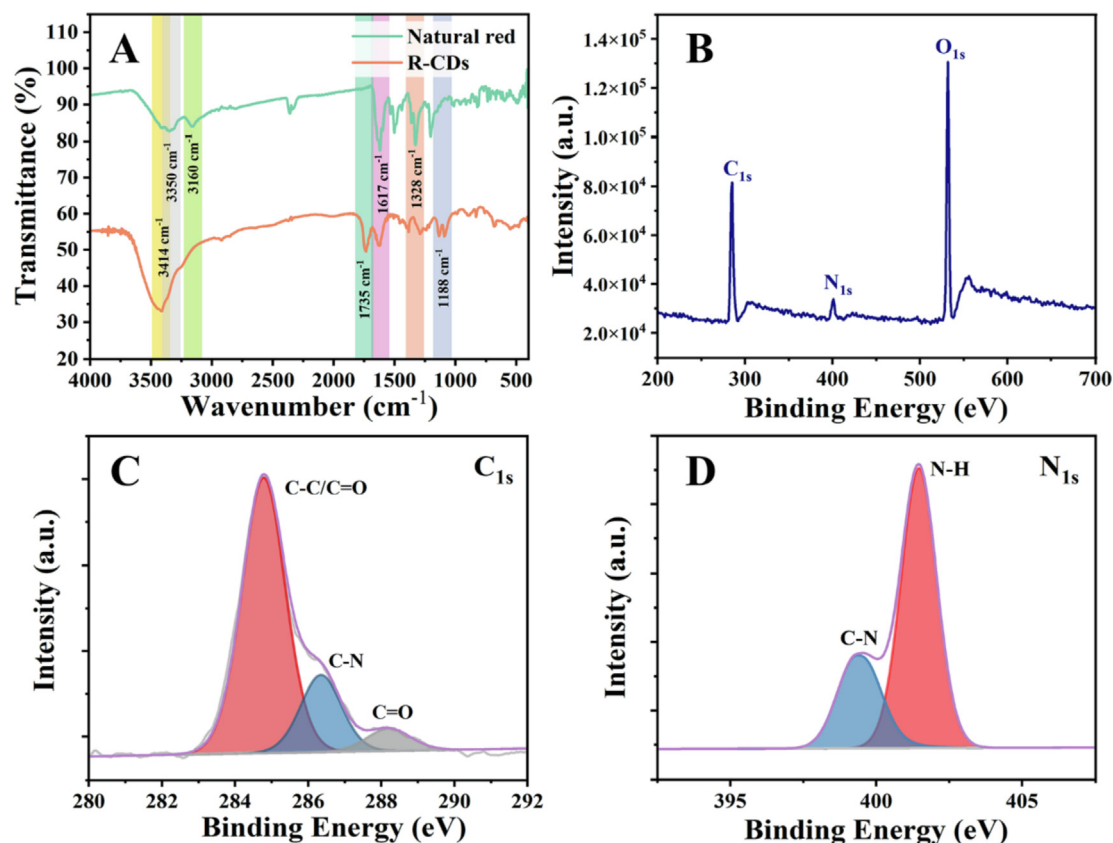 A
Natural red
R-CDs
110
100
90
80
70
60
50
40
30
20
Transmittance (%)
3414 cm⁻¹
3350 cm⁻¹
3160 cm⁻¹
1735 cm⁻¹
1617 cm⁻¹
1328 cm⁻¹
1188 cm⁻¹
4000 3500 3000 2500 2000 1500 1000 500
Wavenumber (cm⁻¹)
B
1.4×10⁵
1.2×10⁵
1.0×10⁵
8.0×10⁴
6.0×10⁴
4.0×10⁴
2.0×10⁴
Intensity (a.u.)
C1s
N1s
O1s
200 300 400 500 600 700
Binding Energy (eV)
C
C1s
C-C/C=O
C-N
C=O
Intensity (a.u.)
280 282 284 286 288 290 292
Binding Energy (eV)
D
N1s
N-H
C-N
Intensity (a.u.)
395 400 405
Binding Energy (eV)